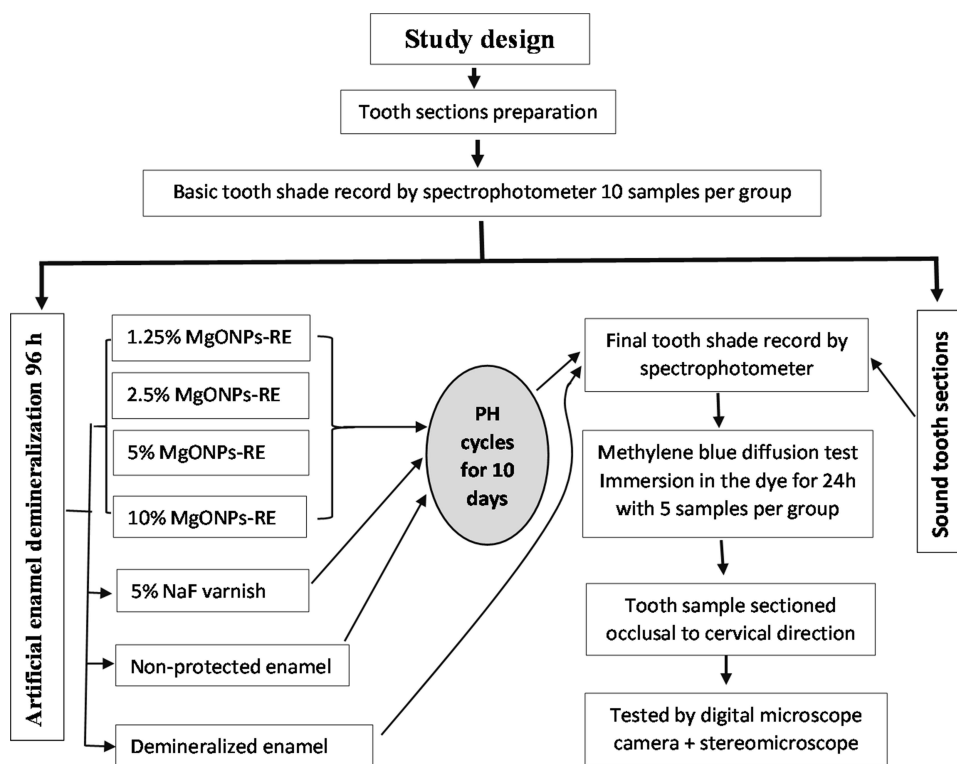 Study design
Tooth sections preparation
Basic tooth shade record by spectrophotometer 10 samples per group
Artificial enamel demineralization 96 h
1.25% MgONPs-RE
2.5% MgONPs-RE
5% MgONPs-RE
10% MgONPs-RE
5% NaF varnish
Non-protected enamel
Demineralized enamel
PH
cycles
for 10
days
Final tooth shade record by
spectrophotometer
Methylene blue diffusion test
Immersion in the dye for 24h
with 5 samples per group
Tooth sample sectioned
occlusal to cervical direction
Tested by digital microscope
camera + stereomicroscope
Sound tooth sections